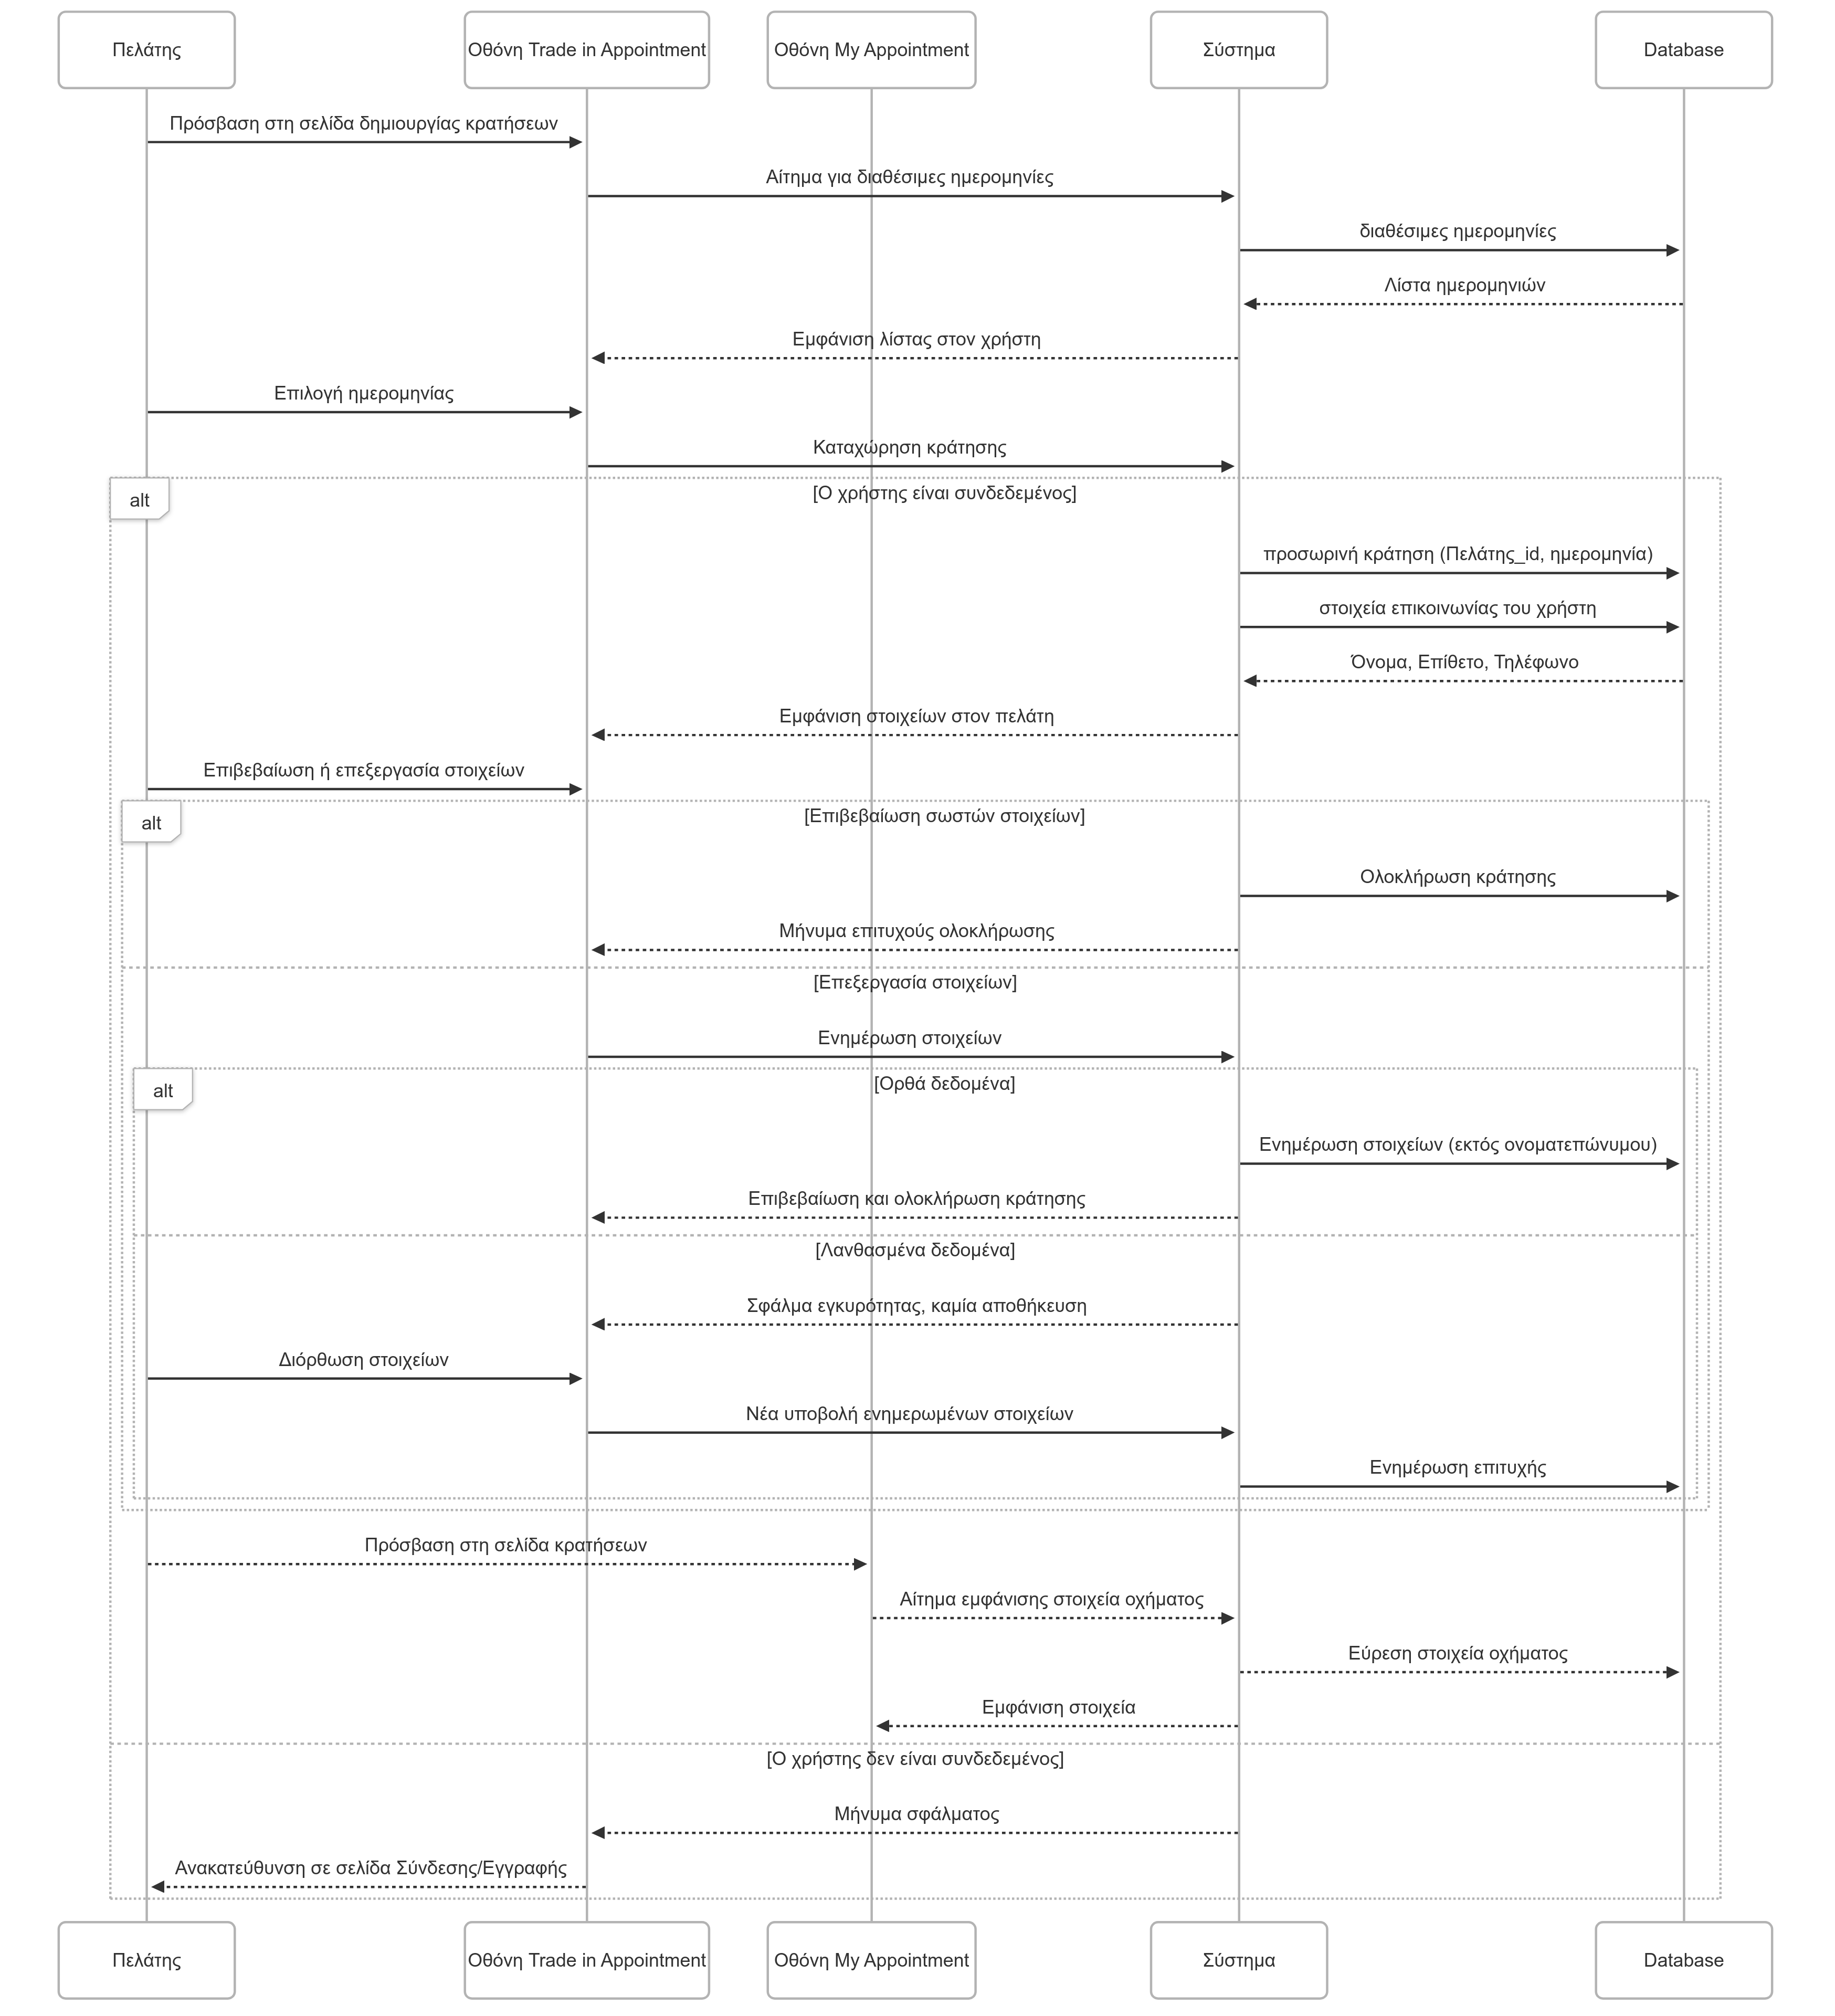 Πελάτης
Οθόνη Trade in Appointment
Οθόνη My Appointment
Σύστημα
Database
Πρόσβαση στη σελίδα δημιουργίας κρατήσεων
Αίτημα για διαθέσιμες ημερομηνίες
διαθέσιμες ημερομηνίες
Λίστα ημερομηνιών
Εμφάνιση λίστας στον χρήστη
Επιλογή ημερομηνίας
Καταχώρηση κράτησης
alt
[Ο χρήστης είναι συνδεδεμένος]
προσωρινή κράτηση (Πελάτης_id, ημερομηνία)
στοιχεία επικοινωνίας του χρήστη
Όνομα, Επίθετο, Τηλέφωνο
Εμφάνιση στοιχείων στον πελάτη
Επιβεβαίωση ή επεξεργασία στοιχείων
alt
[Επιβεβαίωση σωστών στοιχείων]
Ολοκλήρωση κράτησης
Μήνυμα επιτυχούς ολοκλήρωσης
[Επεξεργασία στοιχείων]
Ενημέρωση στοιχείων
alt
[Ορθά δεδομένα]
Ενημέρωση στοιχείων (εκτός ονοματεπώνυμου)
Επιβεβαίωση και ολοκλήρωση κράτησης
[Λανθασμένα δεδομένα]
Σφάλμα εγκυρότητας, καμία αποθήκευση
Διόρθωση στοιχείων
Νέα υποβολή ενημερωμένων στοιχείων
Ενημέρωση επιτυχής
Πρόσβαση στη σελίδα κρατήσεων
Αίτημα εμφάνισης στοιχεία οχήματος
Εύρεση στοιχεία οχήματος
Εμφάνιση στοιχεία
[Ο χρήστης δεν είναι συνδεδεμένος]
Μήνυμα σφάλματος
Ανακατεύθυνση σε σελίδα Σύνδεσης/Εγγραφής
Πελάτης
Οθόνη Trade in Appointment
Οθόνη My Appointment
Σύστημα
Database